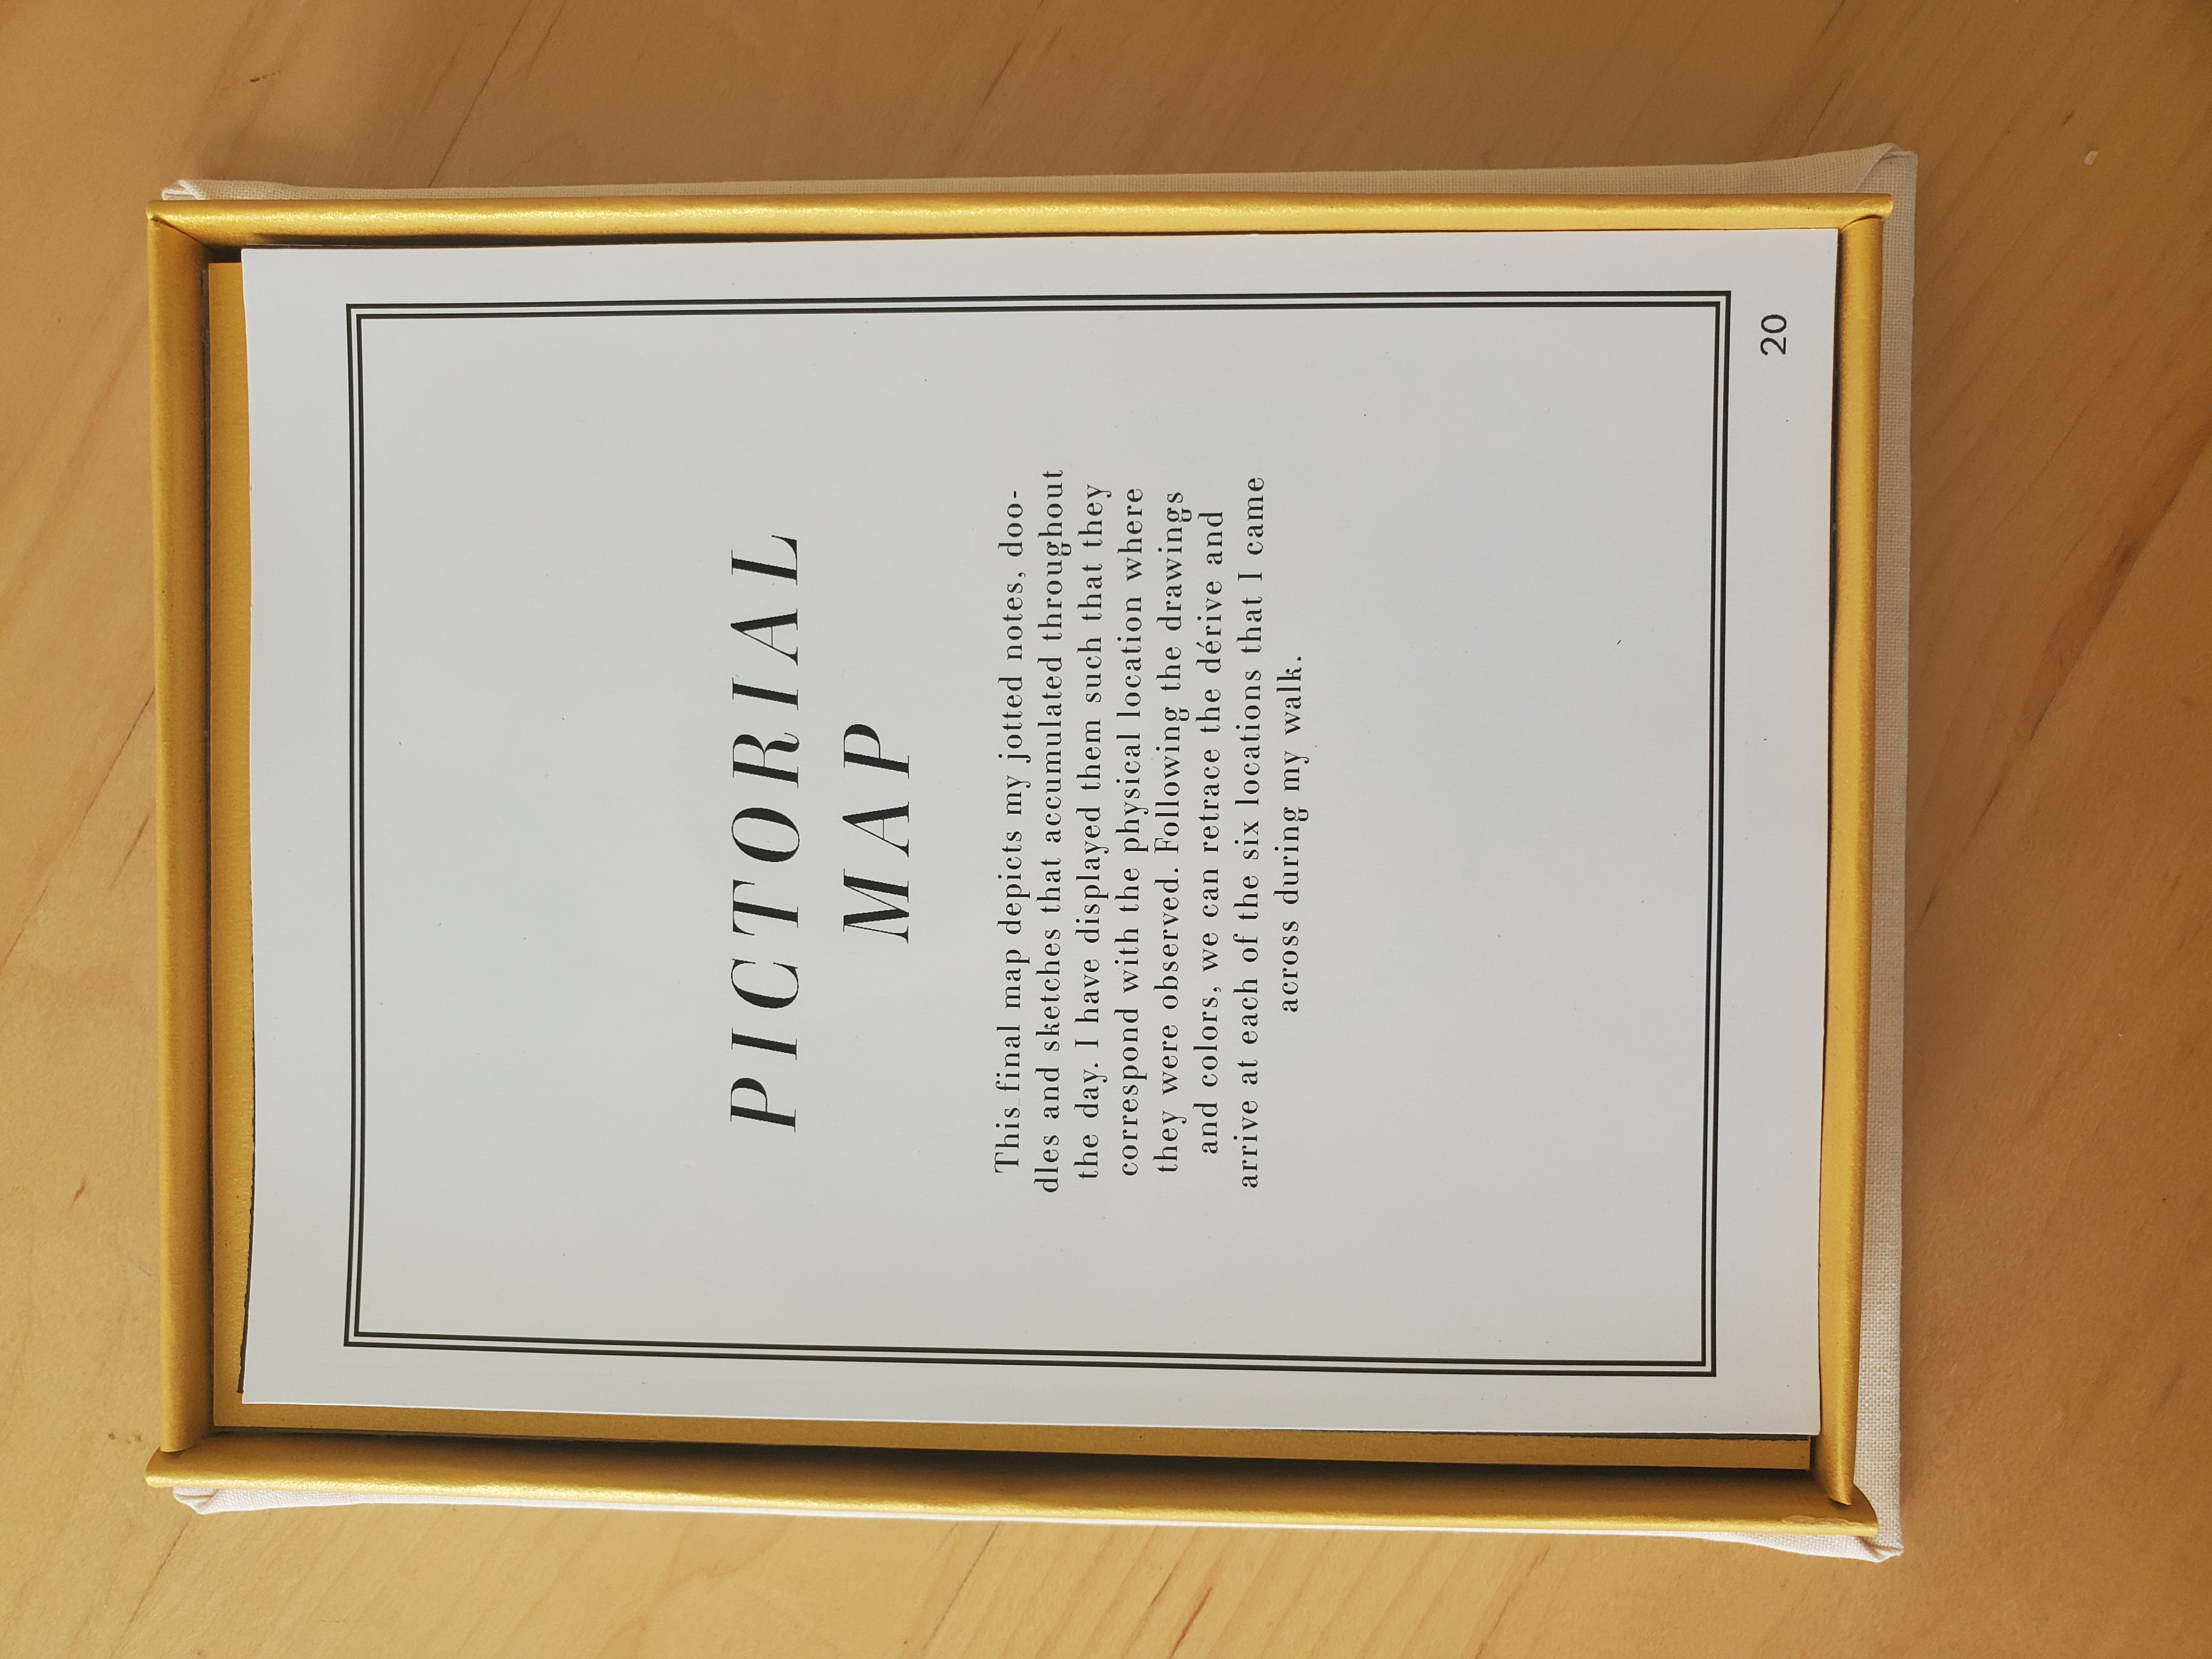 PICTORIAL
MAP
This final map depicts my jotted notes, doo-
dles and sketches that accumulated throughout
the day. I have displayed them such that they
correspond with the physical location where
they were observed. Following the drawings
and colors, we can retrace the dérive and
arrive at each of the six locations that I came
across during my walk.
20